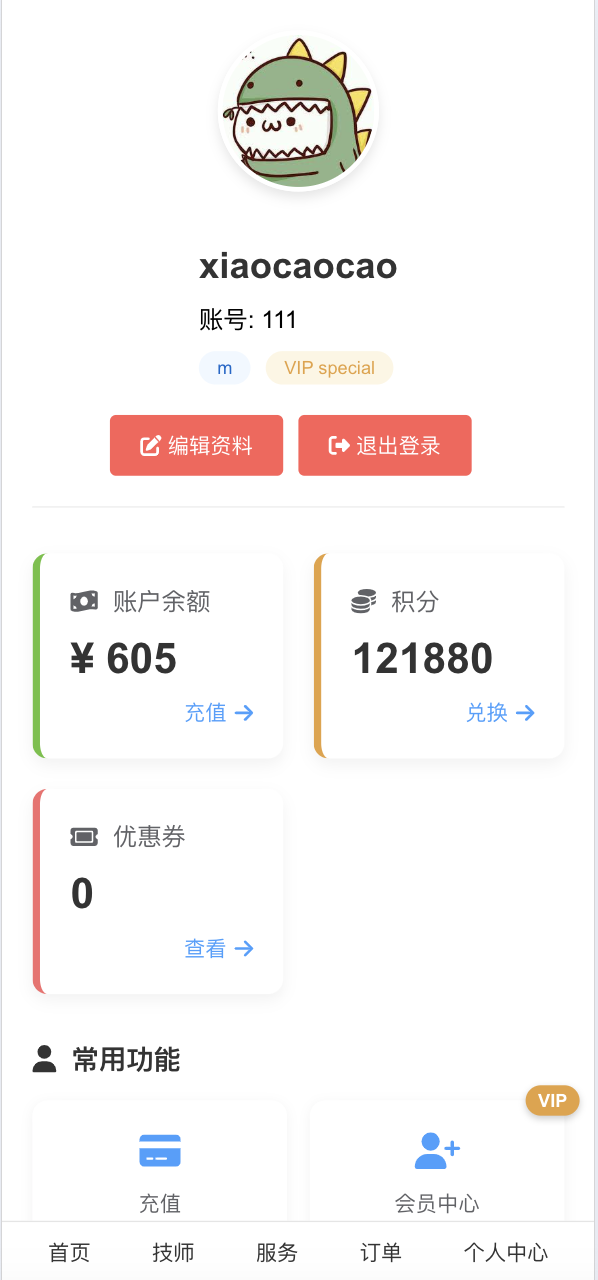 xiaocaocao
账号: 111
m VIP special
编辑资料 退出登录
账户余额
¥ 605
充值
积分
121880
兑换
优惠券
0
查看
常用功能
充值
VIP
会员中心
首页 技师 服务 订单 个人中心